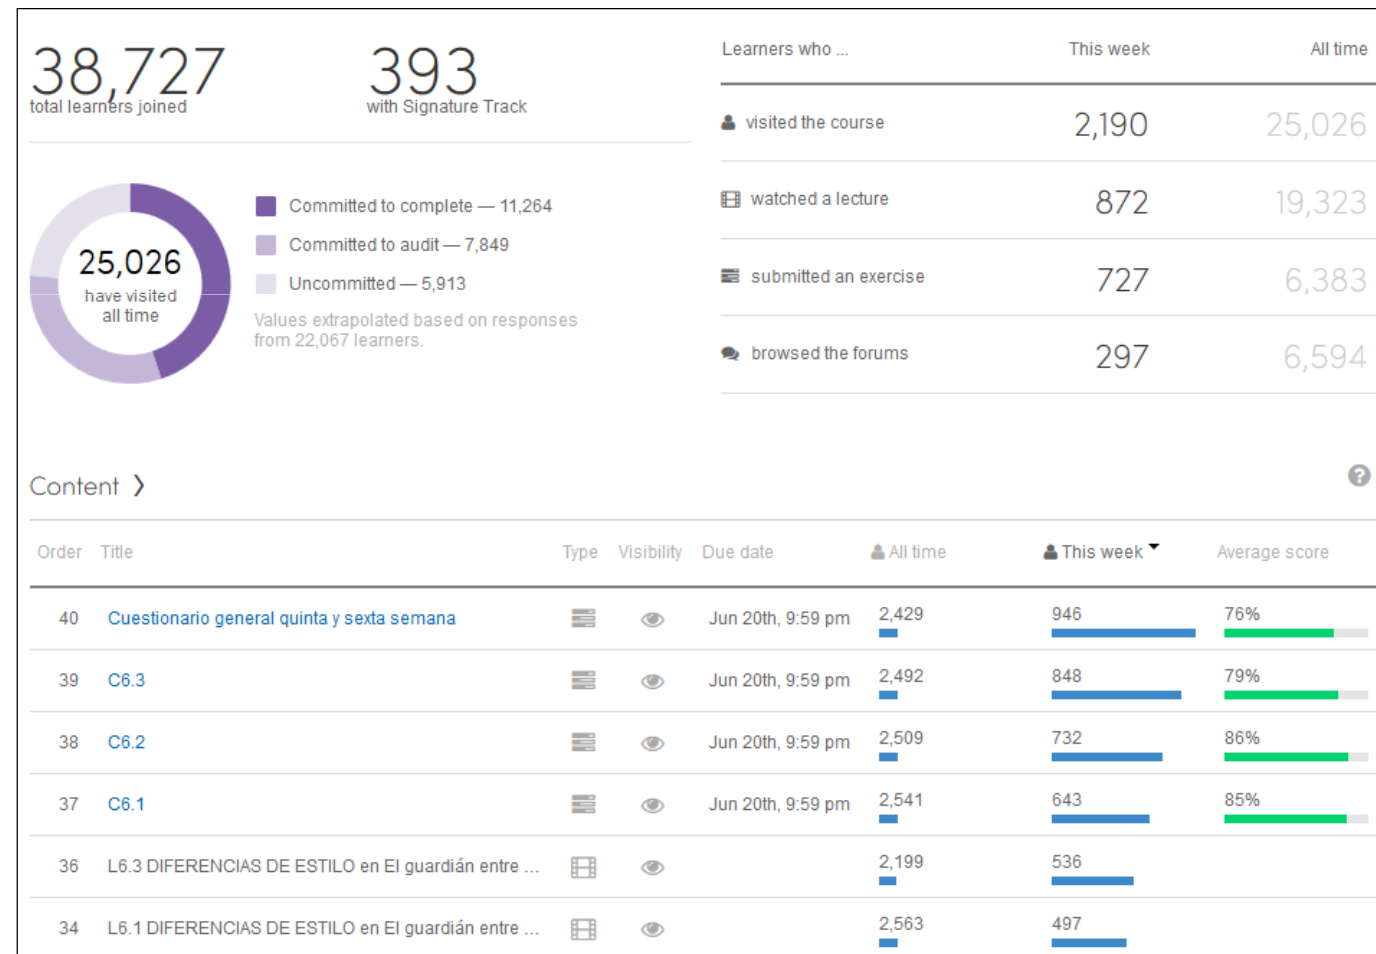 38,727
total learners joined
393
with Signature Track
25,026
have visited
all time
Committed to complete — 11,264
Committed to audit — 7,849
Uncommitted — 5,913
Values extrapolated based on responses
from 22,067 learners.
Learners who ... This week All time
visited the course 2,190 25,026
watched a lecture 872 19,323
submitted an exercise 727 6,383
browsed the forums 297 6,594
Content ❯
?
Order Title Type Visibility Due date All time This week Average score
40 Cuestionario general quinta y sexta semana Jun 20th, 9:59 pm 2,429 946 76%
39 C6.3 Jun 20th, 9:59 pm 2,492 848 79%
38 C6.2 Jun 20th, 9:59 pm 2,509 732 86%
37 C6.1 Jun 20th, 9:59 pm 2,541 643 85%
36 L6.3 DIFERENCIAS DE ESTILO en El guardián entre ... 2,199 536
34 L6.1 DIFERENCIAS DE ESTILO en El guardián entre ... 2,563 497